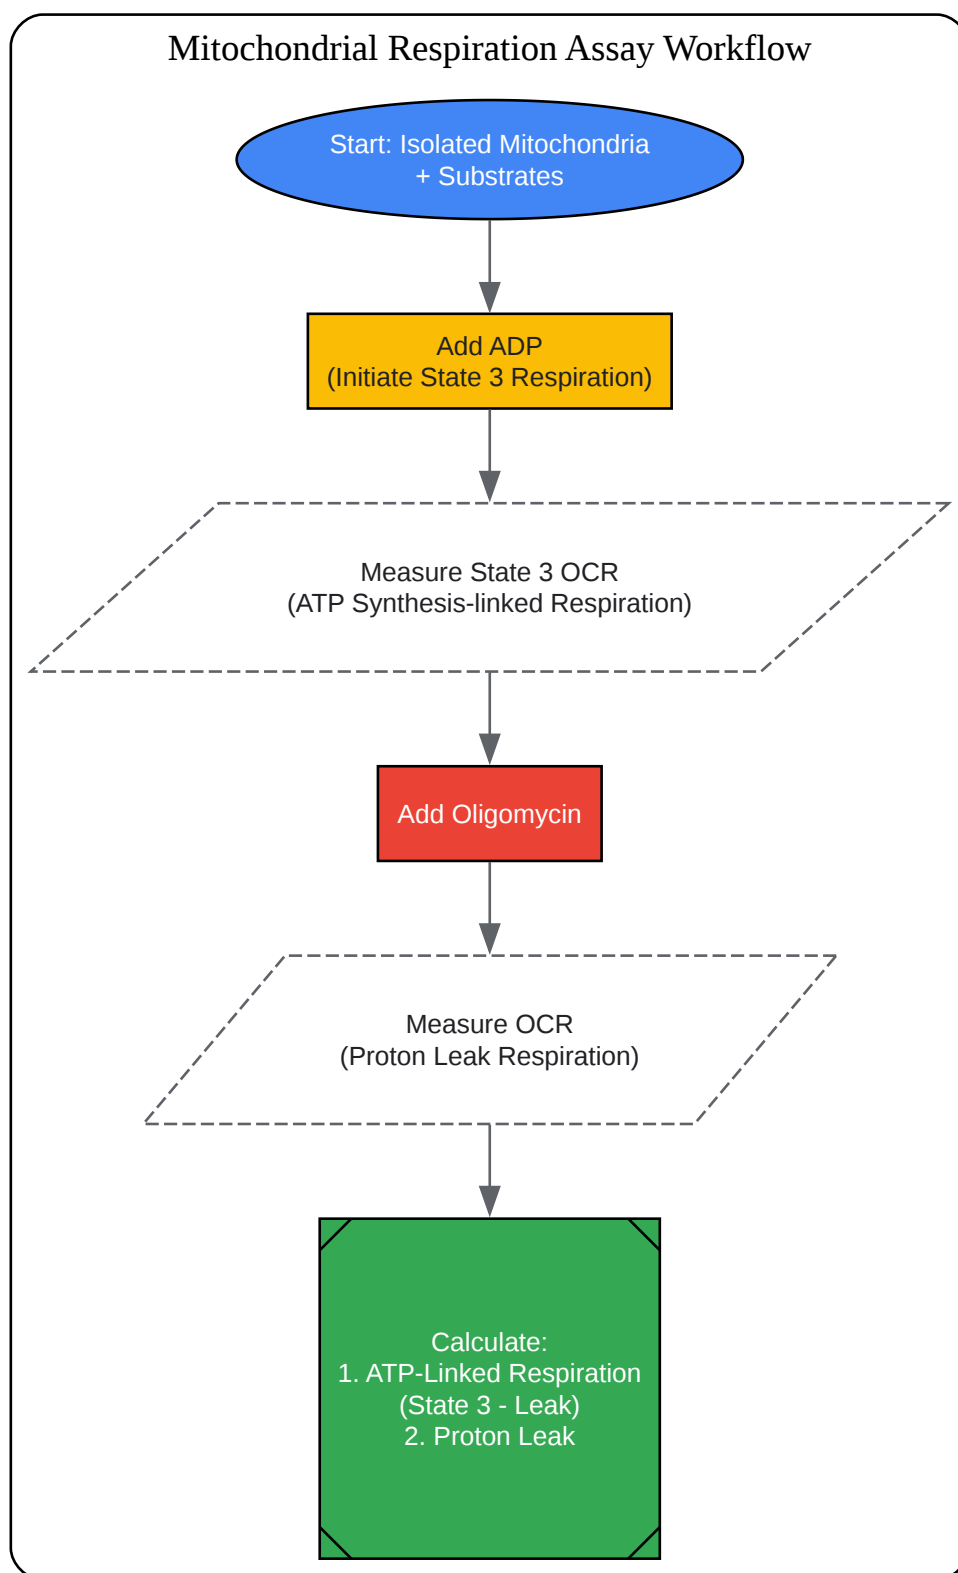 Mitochondrial Respiration Assay Workflow
Start: Isolated Mitochondria
+ Substrates
Add ADP
(Initiate State 3 Respiration)
Measure State 3 OCR
(ATP Synthesis-linked Respiration)
Add Oligomycin
Measure OCR
(Proton Leak Respiration)
Calculate:
1. ATP-Linked Respiration
(State 3 - Leak)
2. Proton Leak